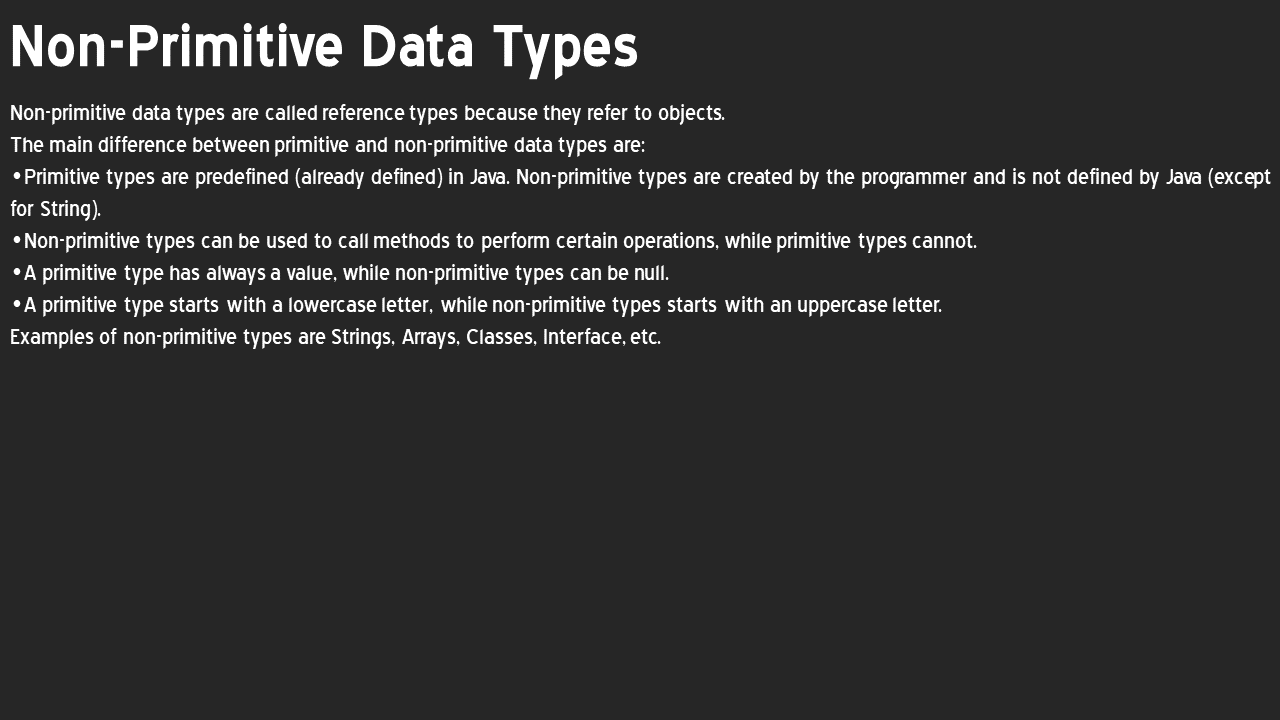 Non-Primitive Data Types
Non-primitive data types are called reference types because they refer to objects.
The main difference between primitive and non-primitive data types are:
•Primitive types are predefined (already defined) in Java. Non-primitive types are created by the programmer and is not defined by Java (except
for String).
•Non-primitive types can be used to call methods to perform certain operations, while primitive types cannot.
•A primitive type has always a value, while non-primitive types can be null.
•A primitive type starts with a lowercase letter, while non-primitive types starts with an uppercase letter.
Examples of non-primitive types are Strings, Arrays, Classes, Interface, etc.